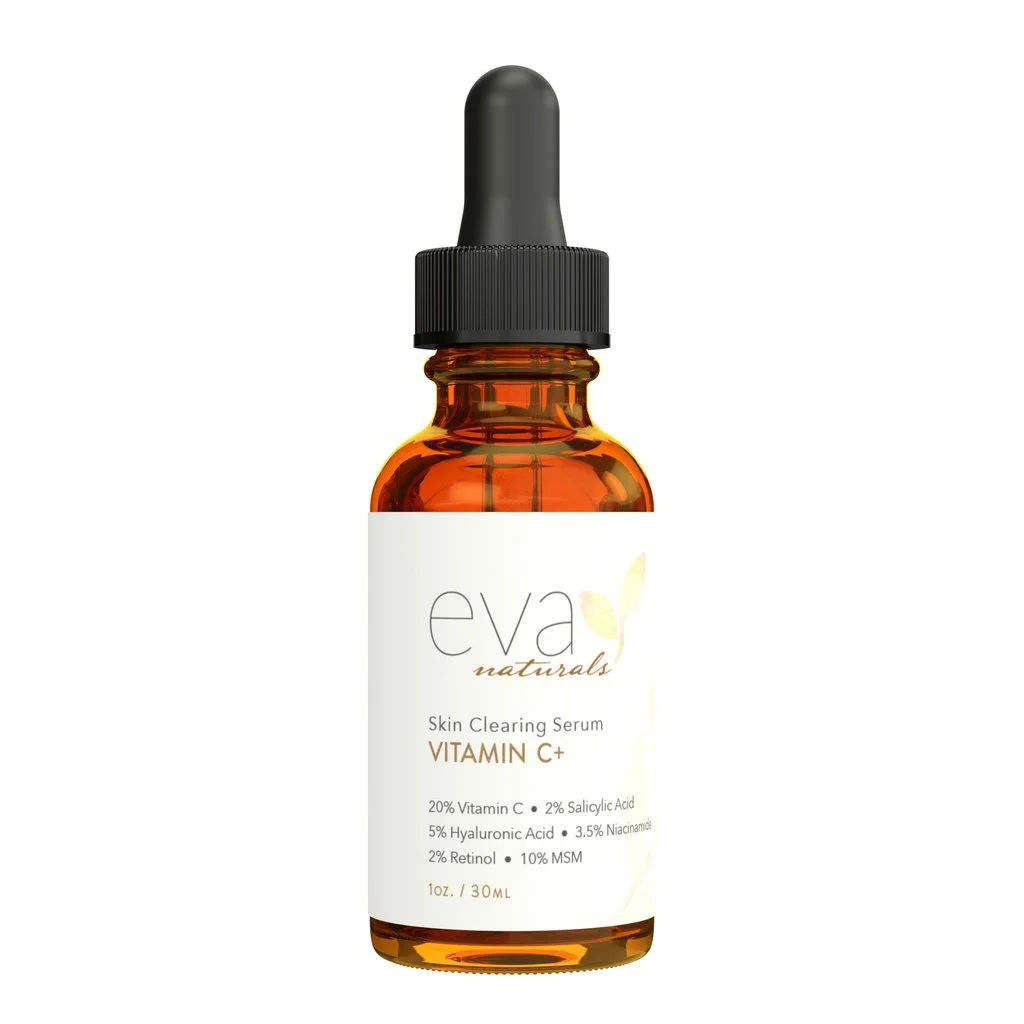 eva
naturals
Skin Clearing Serum
VITAMIN C+
20% Vitamin C • 2% Salicylic Acid
5% Hyaluronic Acid • 3.5% Niacinamide
2% Retinol • 10% MSM
1oz. / 30ML